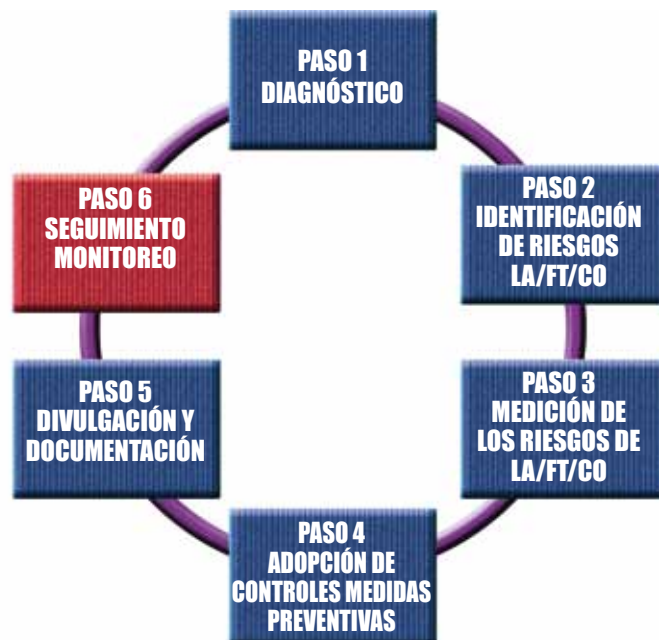 PASO 1
DIAGNÓSTICO
PASO 2
IDENTIFICACIÓN
DE RIESGOS
LA/FT/CO
PASO 3
MEDICIÓN DE
LOS RIESGOS DE
LA/FT/CO
PASO 4
ADOPCIÓN DE
CONTROLES MEDIDAS
PREVENTIVAS
PASO 5
DIVULGACIÓN Y
DOCUMENTACIÓN
PASO 6
SEGUIMIENTO
MONITOREO